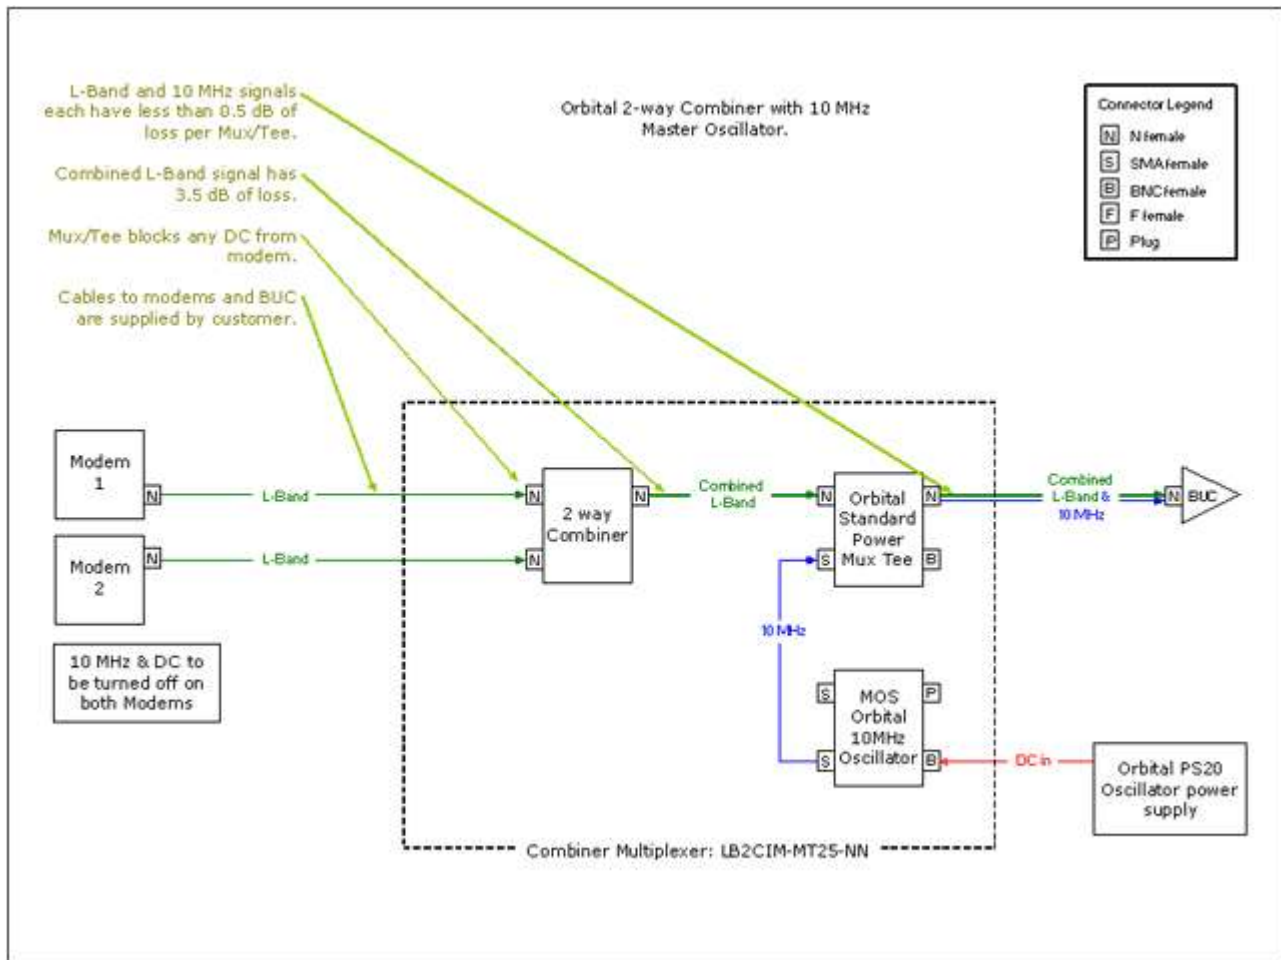 L-Band and 10 MHz signals
each have less than 0.5 dB of
loss per Mux/Tee.
Combined L-Band signal has
3.5 dB of loss.
Mux/Tee blocks any DC from
modem.
Cables to modems and BUC
are supplied by customer.
Orbital 2-way Combiner with 10 MHz
Master Oscillator.
Connector Legend
N N female
S SMA female
B BNC female
F F female
P Plug
Modem
1
N
L-Band
N
2 way
Combiner
N
Combined
L-Band
N
Orbital
Standard
Power
Mux Tee
N
Combined
L-Band &
10 MHz
N
BUC
Modem
2
N
L-Band
N
S
B
10 MHz
10 MHz & DC to
be turned off on
both Modems
S
MOS
Orbital
10MHz
Oscillator
P
S
B
DC in
Orbital PS20
Oscillator power
supply
Combiner Multiplexer: LB2CIM-MT25-NN